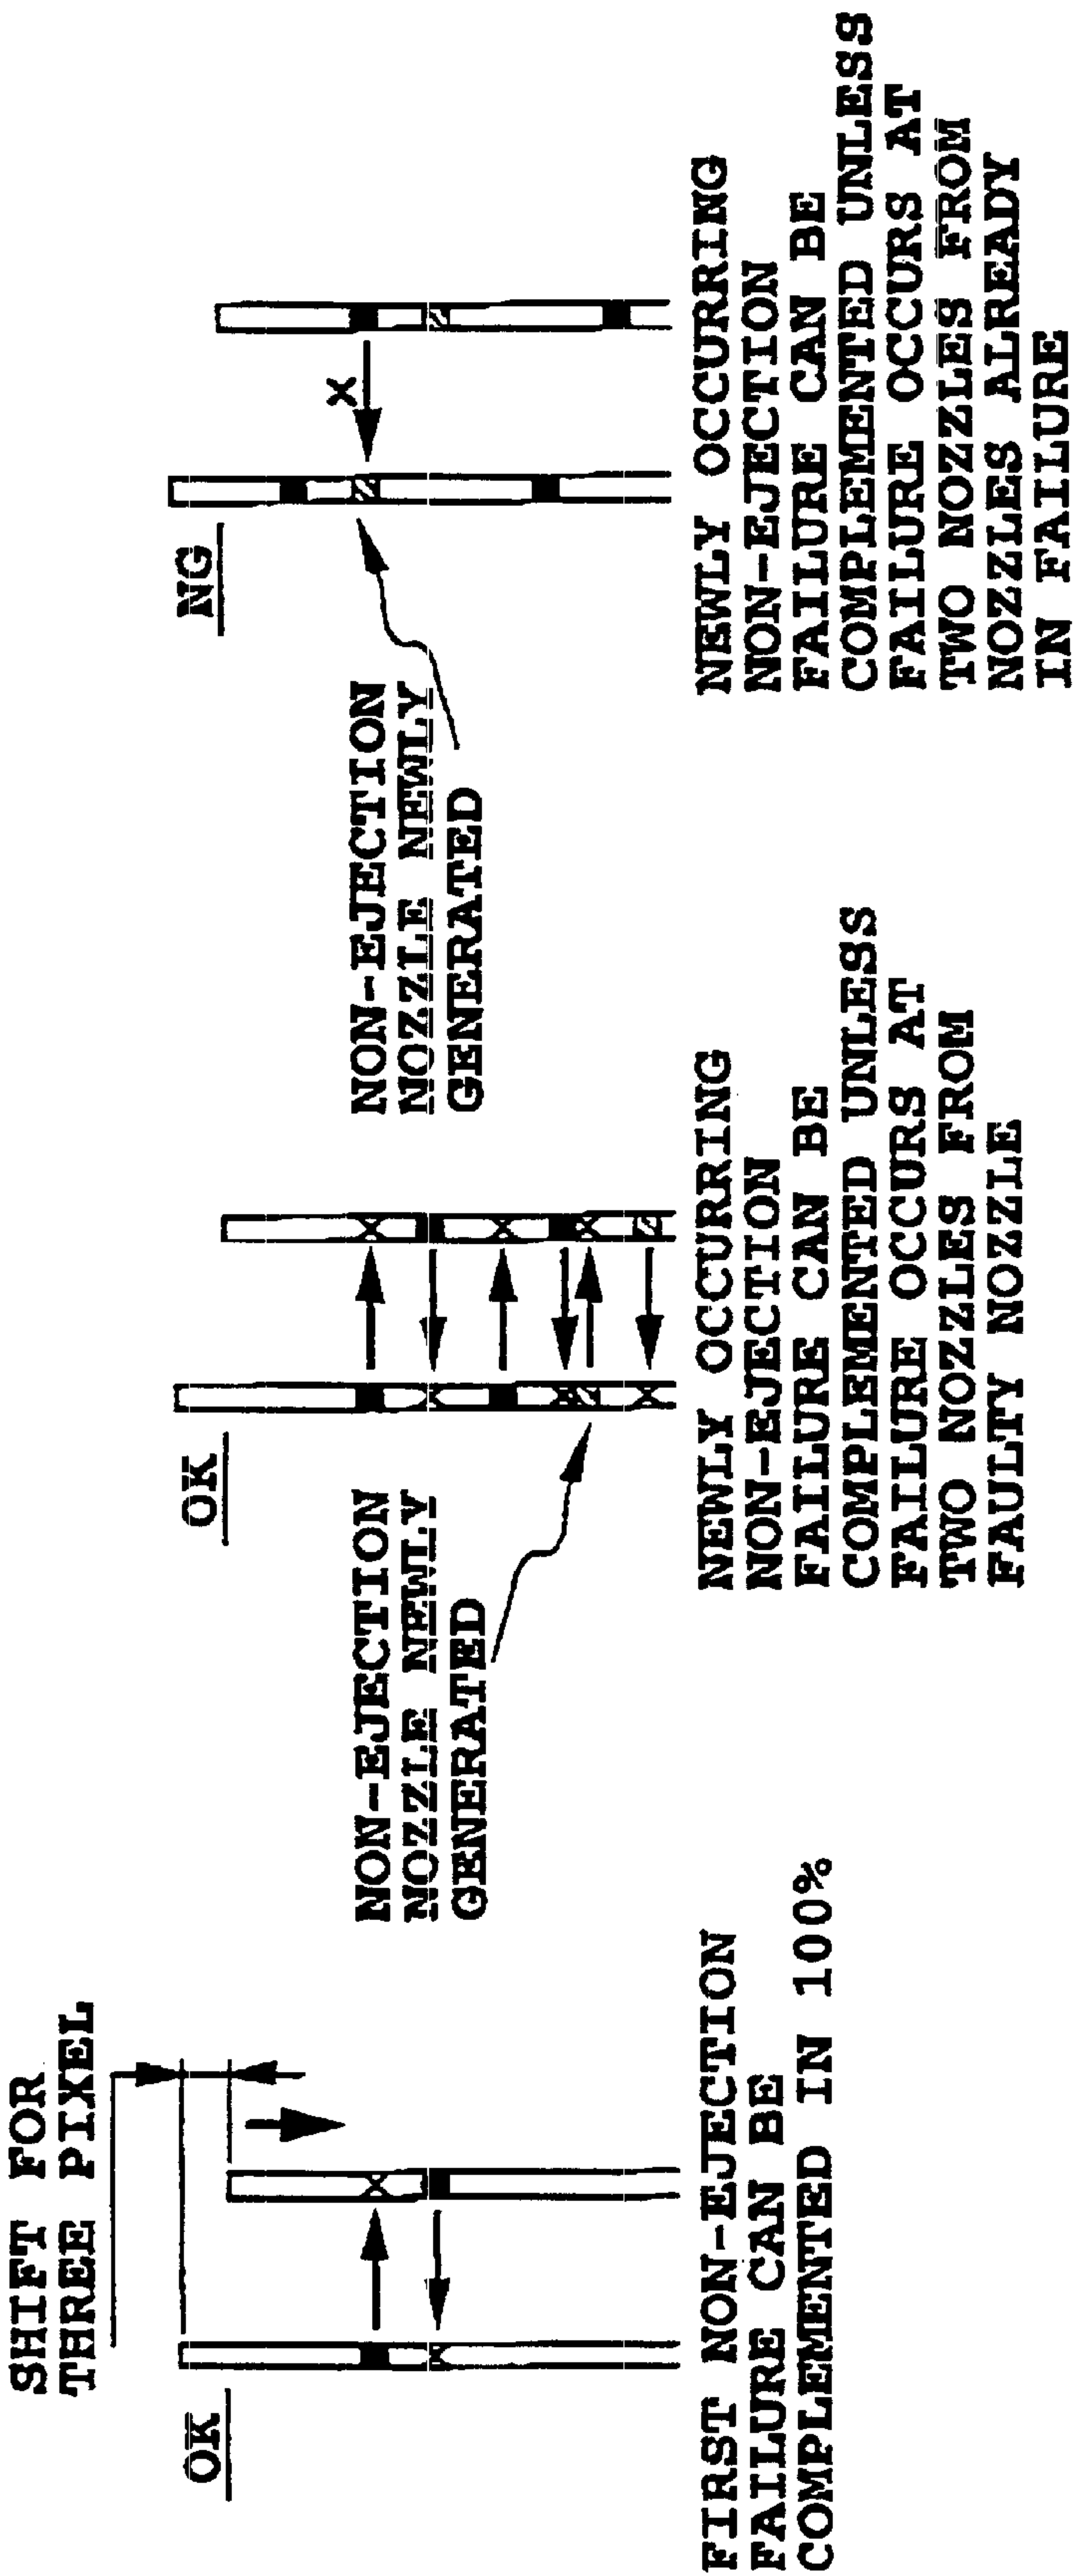 SHIFT FOR
THREE PIXEL
OK
FIRST NON-EJECTION
FAILURE CAN BE
COMPLEMENTED IN 100%
OK
NON-EJECTION
NOZZLE NEWLY
GENERATED
NEWLY OCCURRING
NON-EJECTION
FAILURE CAN BE
COMPLEMENTED UNLESS
FAILURE OCCURS AT
TWO NOZZLES FROM
FAULTY NOZZLE
NG
X
NON-EJECTION
NOZZLE NEWLY
GENERATED
NEWLY OCCURRING
NON-EJECTION
FAILURE CAN BE
COMPLEMENTED UNLESS
FAILURE OCCURS AT
TWO NOZZLES FROM
NOZZLES ALREADY
IN FAILURE